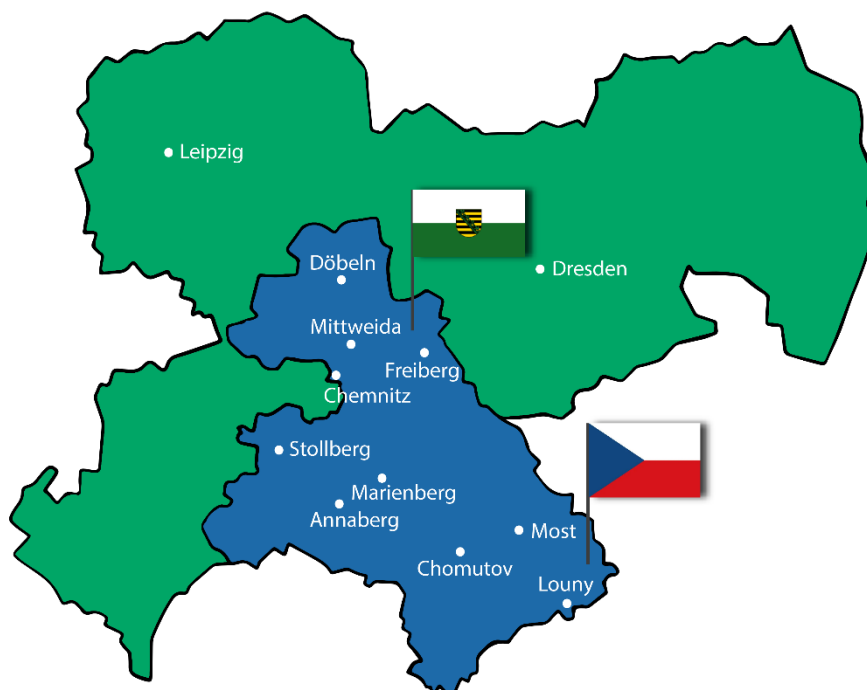 Leipzig
Döbeln
Dresden
Mittweida
Freiberg
Chemnitz
Stollberg
Marienberg
Annaberg
Most
Chomutov
Louny